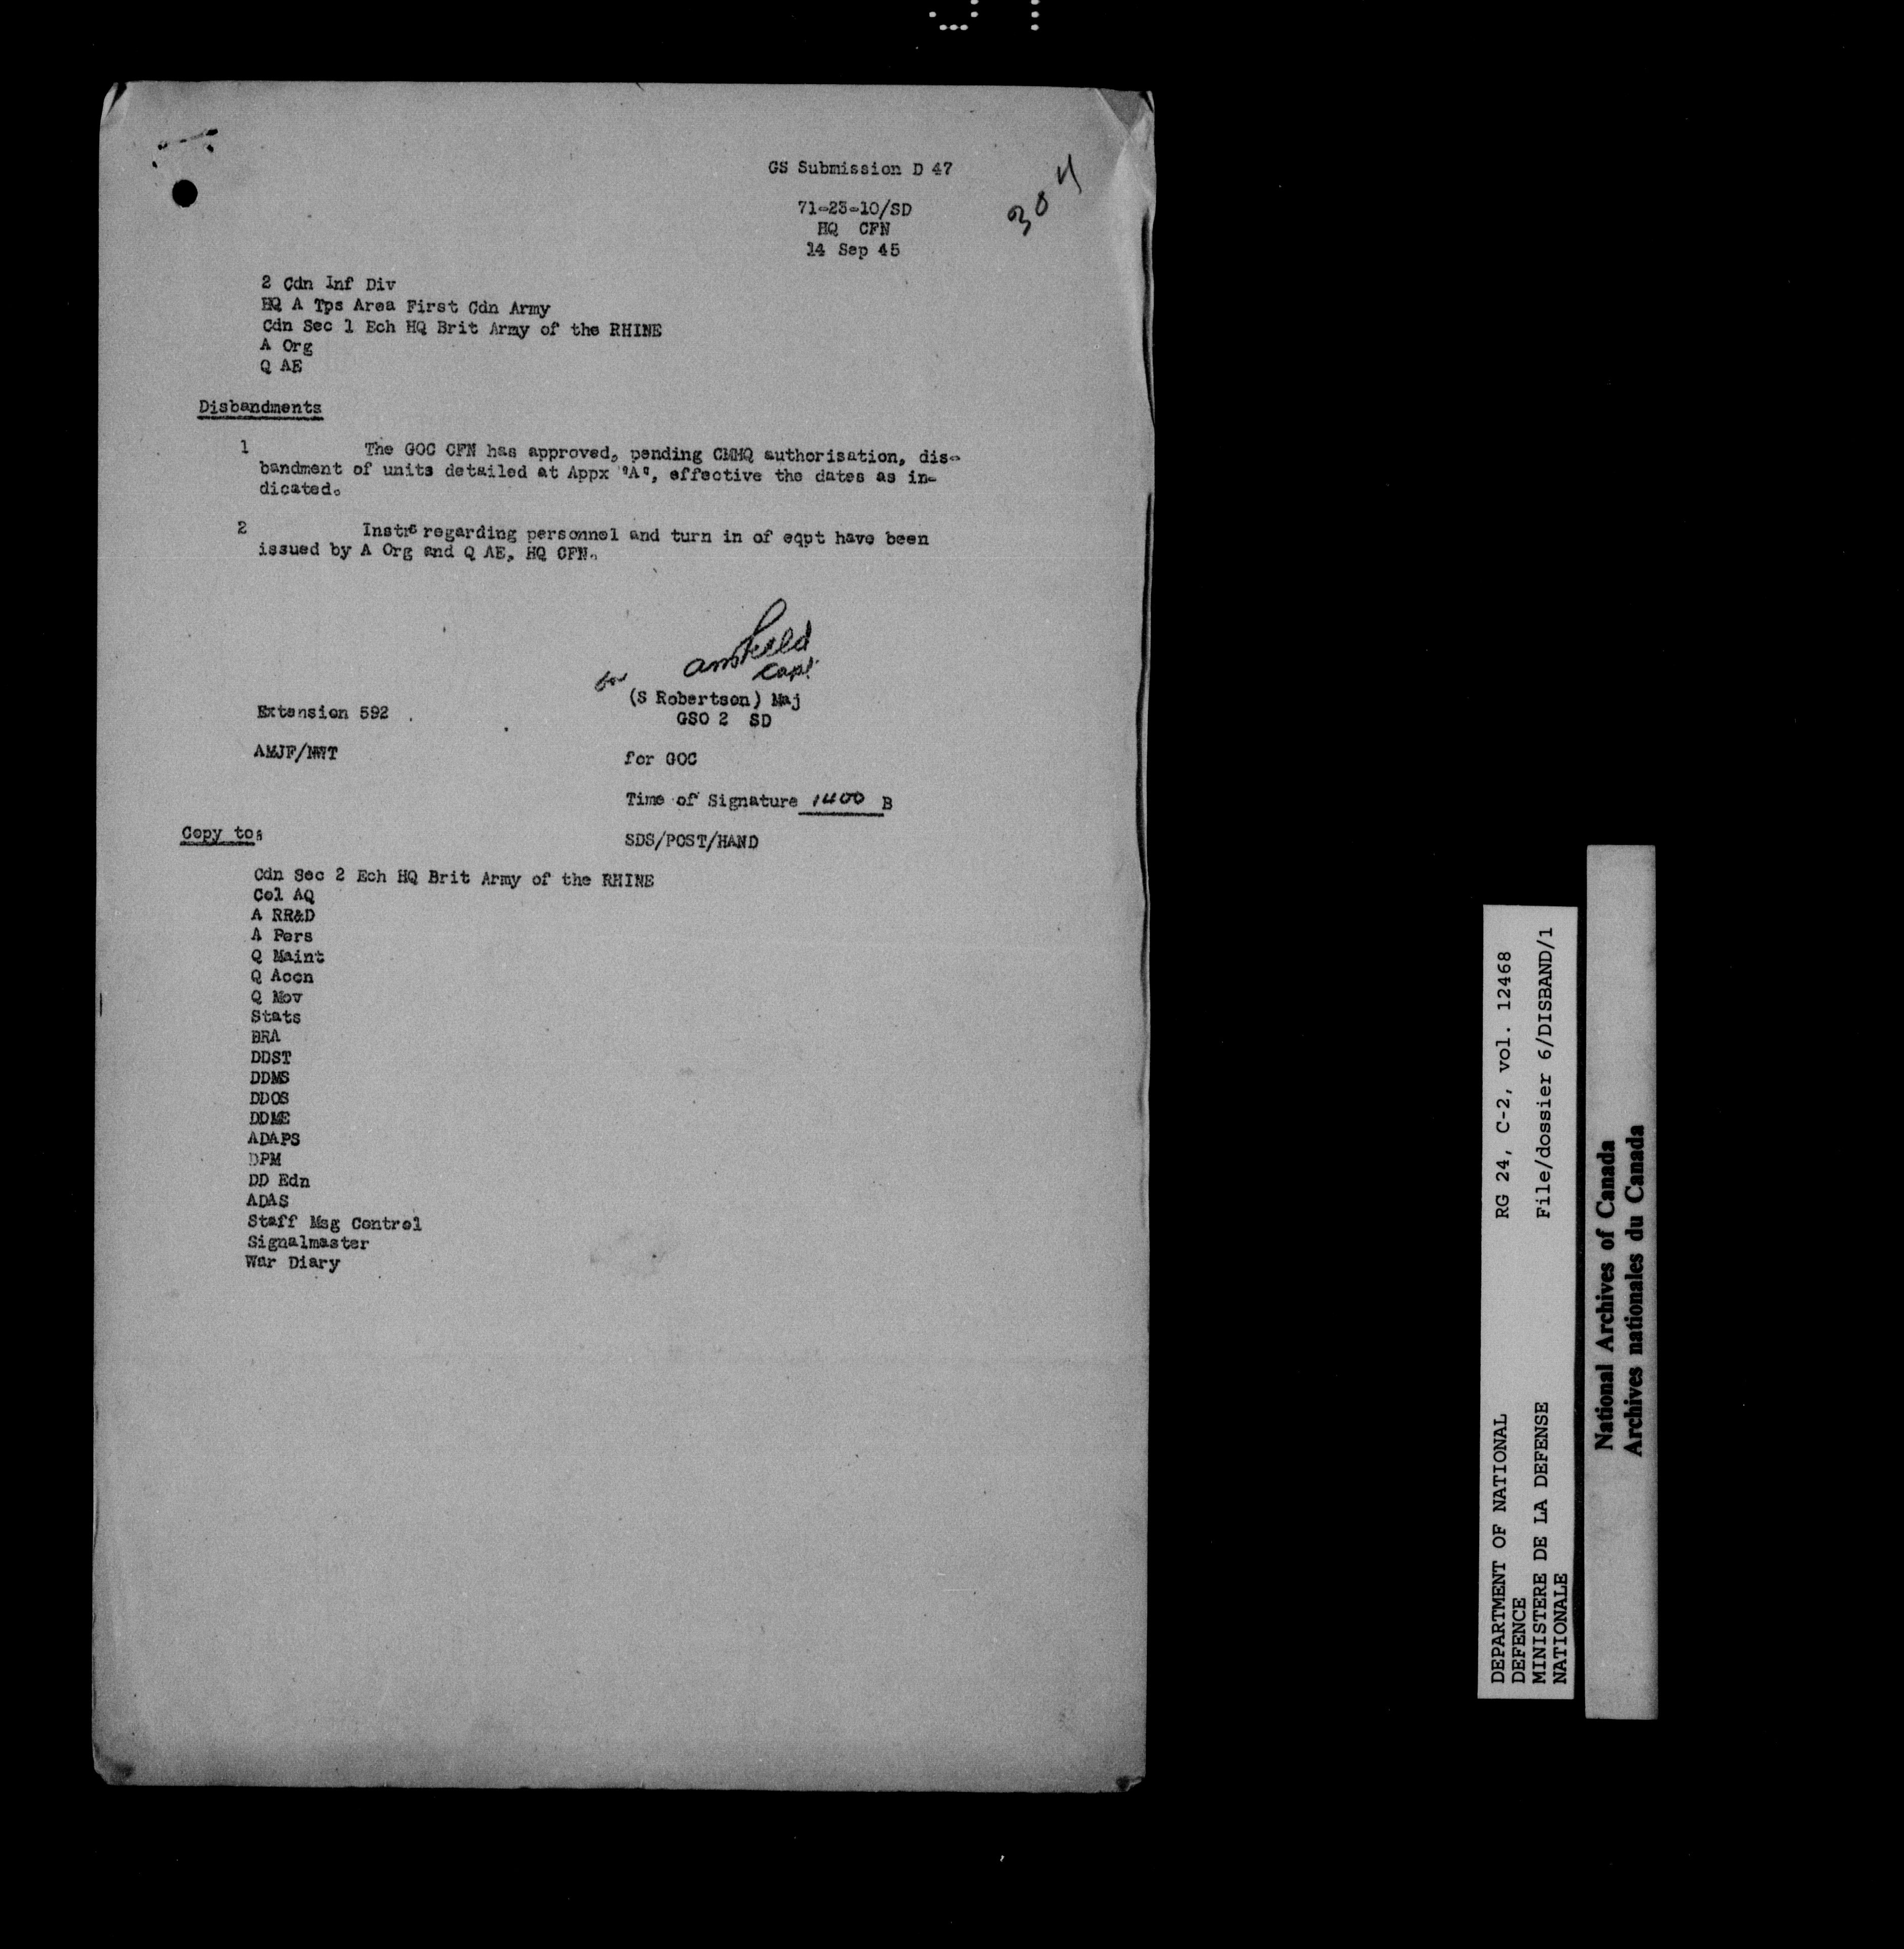 GS Submission D 47
71-23-10/SD
HQ CFN
14 Sep 45
2 Cdn Inf Div
HQ A Tps Area First Cdn Army
Cdn Sec 1 Ech HQ Brit Army of the RHINE
A Org
Q AE
Disbandments
1 The GOC CFN has approved, pending CMHQ authorisation, dis-
bandment of units detailed at Appx 'A', effective the dates as in-
dicated.
2 Instrs regarding personnel and turn in of eqpt have been
issued by A Org and Q AE, HQ CFN.
for
Capt
(S Robertson) Maj
GSO 2 SD
Extension 592
AMJF/NWT
for GOC
Time of Signature 1400 B
SDS/POST/HAND
Copy to:
Cdn Sec 2 Ech HQ Brit Army of the RHINE
Col AQ
A RR&D
A Pers
Q Maint
Q Accn
Q Mov
Stats
BRA
DDST
DDMS
DDOS
DDME
ADAPS
DPM
DD Edn
ADAS
Staff Msg Control
Signalmaster
War Diary
DEPARTMENT OF NATIONAL
DEFENCE
MINISTERE DE LA DEFENSE
NATIONALE
RG 24, C-2, vol. 12468
File/dossier 6/DISBAND/1
National Archives of Canada
Archives nationales du Canada